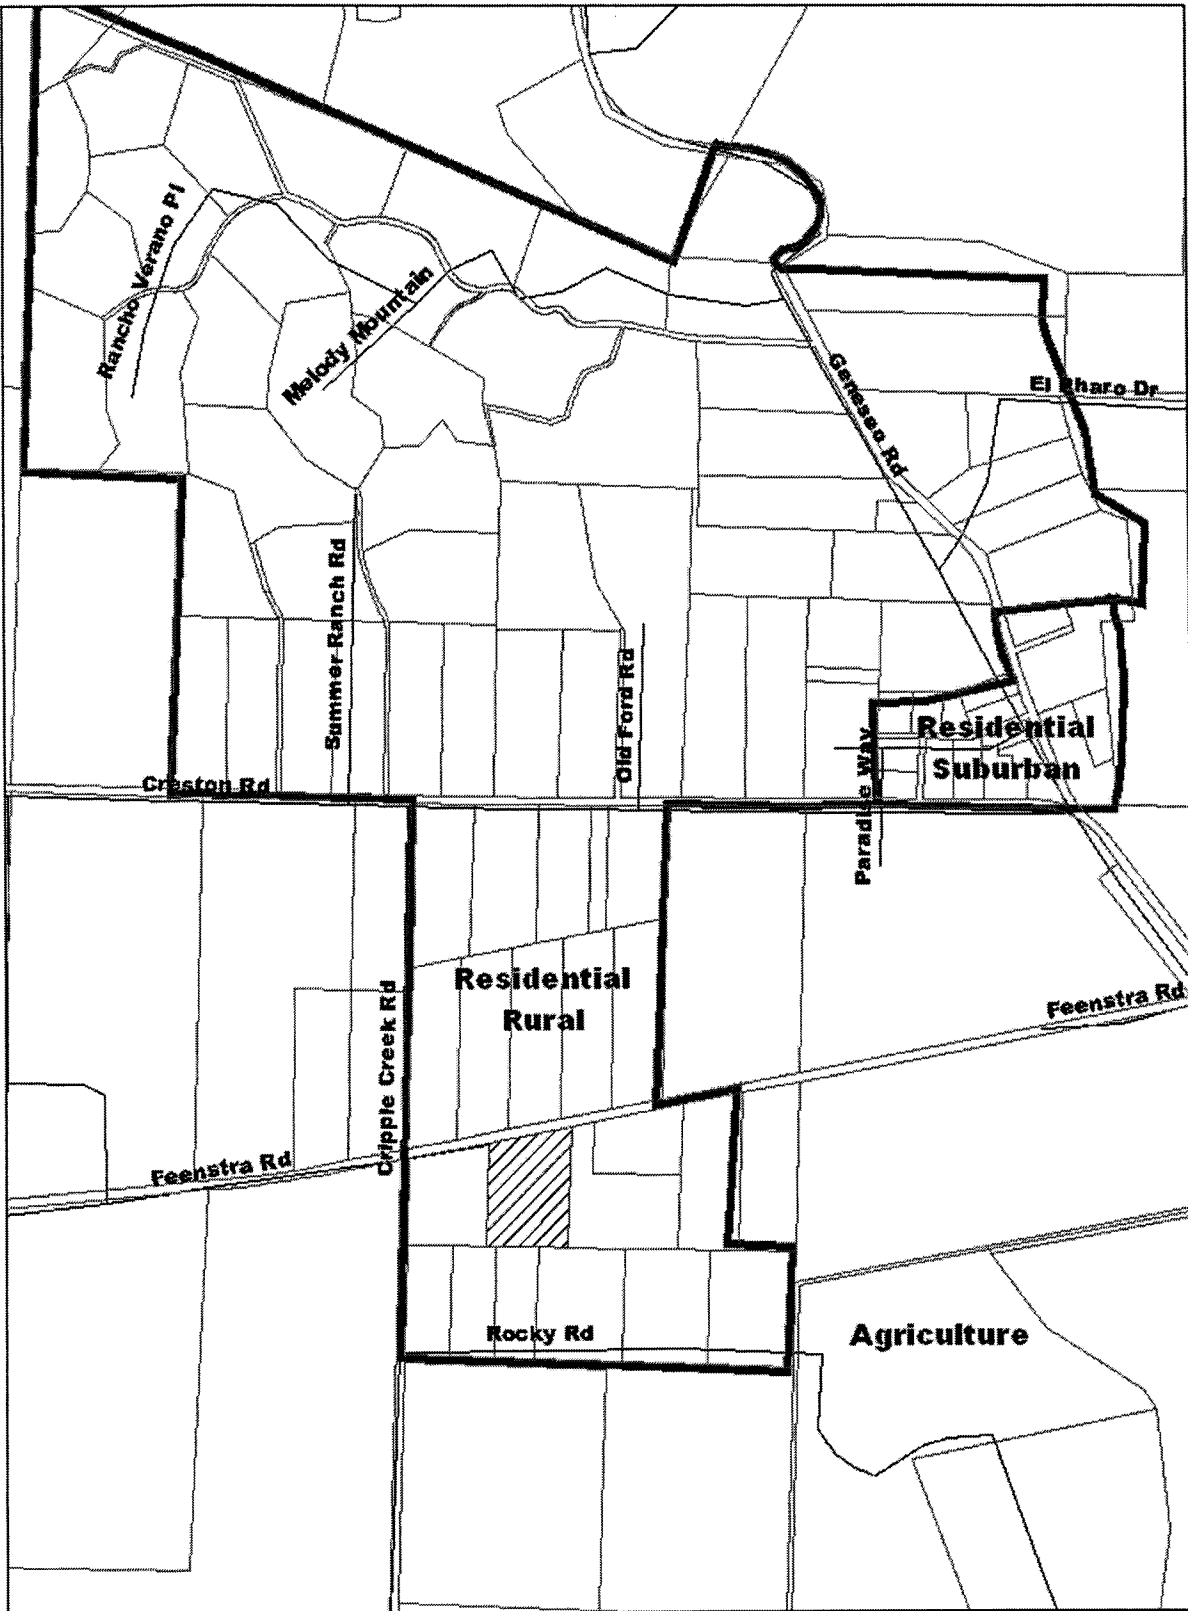 Rancho Verano Pl
Melody Mountain
Geneseo Rd
El Pharo Dr
Summer Ranch Rd
Old Ford Rd
Residential
Suburban
Paradise Way
Creston Rd
Residential
Rural
Cripple Creek Rd
Feenstra Rd
Feenstra Rd
Rocky Rd
Agriculture